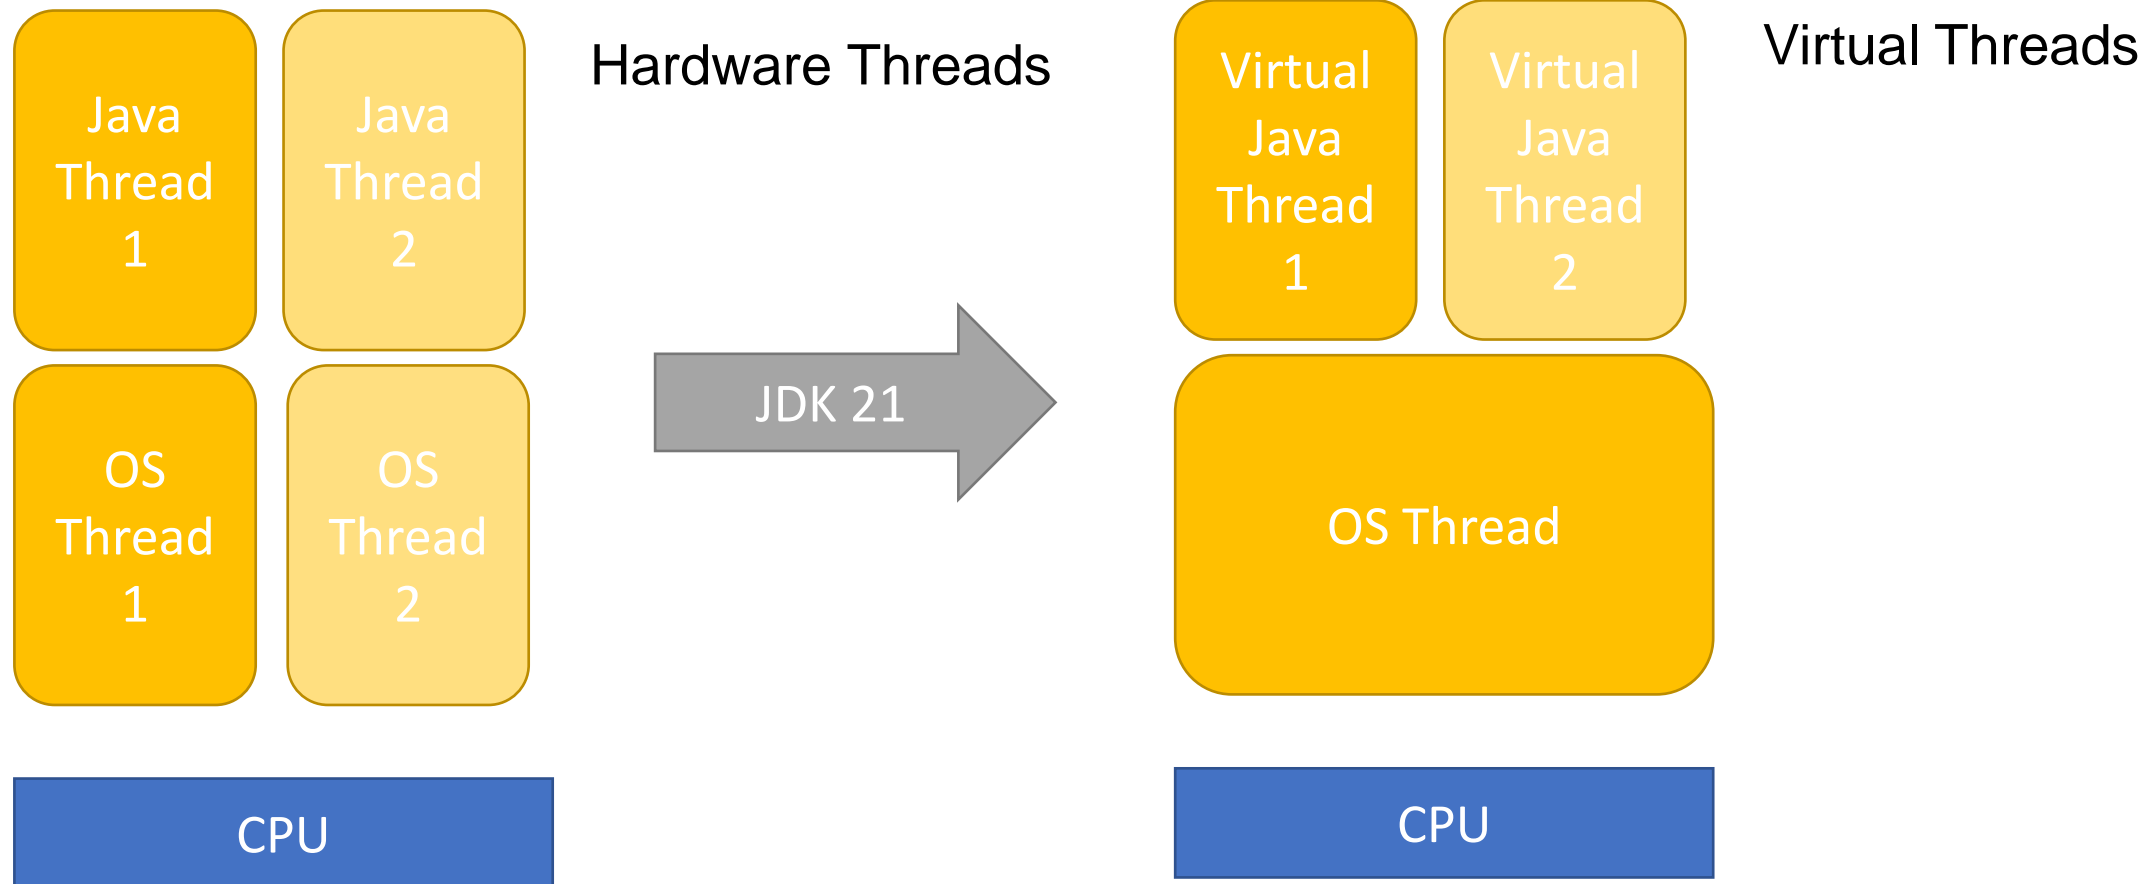 Java
Thread
1
Java
Thread
2
Hardware Threads
OS
Thread
1
OS
Thread
2
CPU
JDK 21
Virtual
Java
Thread
1
Virtual
Java
Thread
2
Virtual Threads
OS Thread
CPU